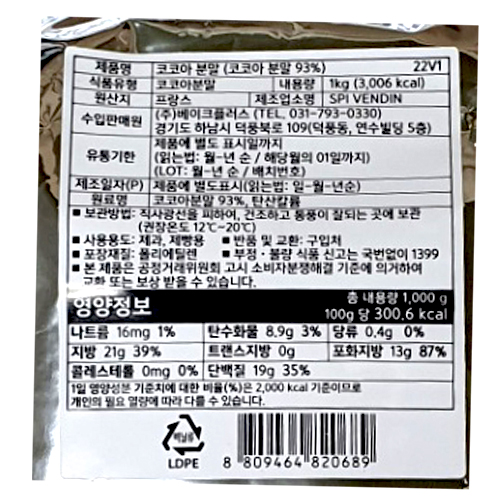 제품명 코코아 분말 (코코아 분말 93%) 22V1
식품유형 코코아분말 내용량 1kg (3,006 kcal)
원산지 프랑스 제조업소명 SPI VENDIN
수입판매원 (주)베이크플러스 (TEL. 031-793-0330)
경기도 하남시 덕풍북로 109(덕풍동, 연수빌딩 5층)
유통기한 제품에 별도 표시일까지
(읽는법: 월-년 순 / 해당월의 01일까지)
(LOT: 월-년 순 / 배치번호)
제조일자(P) 제품에 별도표시(읽는법: 일-월-년순)
원료명 코코아분말 93%, 탄산칼륨
■ 보관방법: 직사광선을 피하여, 건조하고 통풍이 잘되는 곳에 보관
(권장온도 12℃~20℃)
■ 사용용도: 제과, 제빵용 ■ 반품 및 교환: 구입처
■ 포장재질: 폴리에틸렌 ■ 부정·불량 식품 신고는 국번없이 1399
■ 본 제품은 공정거래위원회 고시 소비자분쟁해결 기준에 의거하여
교환 또는 보상 받을 수 있습니다.
영양정보 총 내용량 1,000 g
100g 당 300.6 kcal
나트륨 16mg 1% 탄수화물 8.9g 3% 당류 0.4g 0%
지방 21g 39% 트랜스지방 0g 포화지방 13g 87%
콜레스테롤 0mg 0% 단백질 19g 35%
1일 영양성분 기준치에 대한 비율(%)은 2,000 kcal 기준이므로
개인의 필요 열량에 따라 다를 수 있습니다.
비닐류
LDPE
8 809464 820689